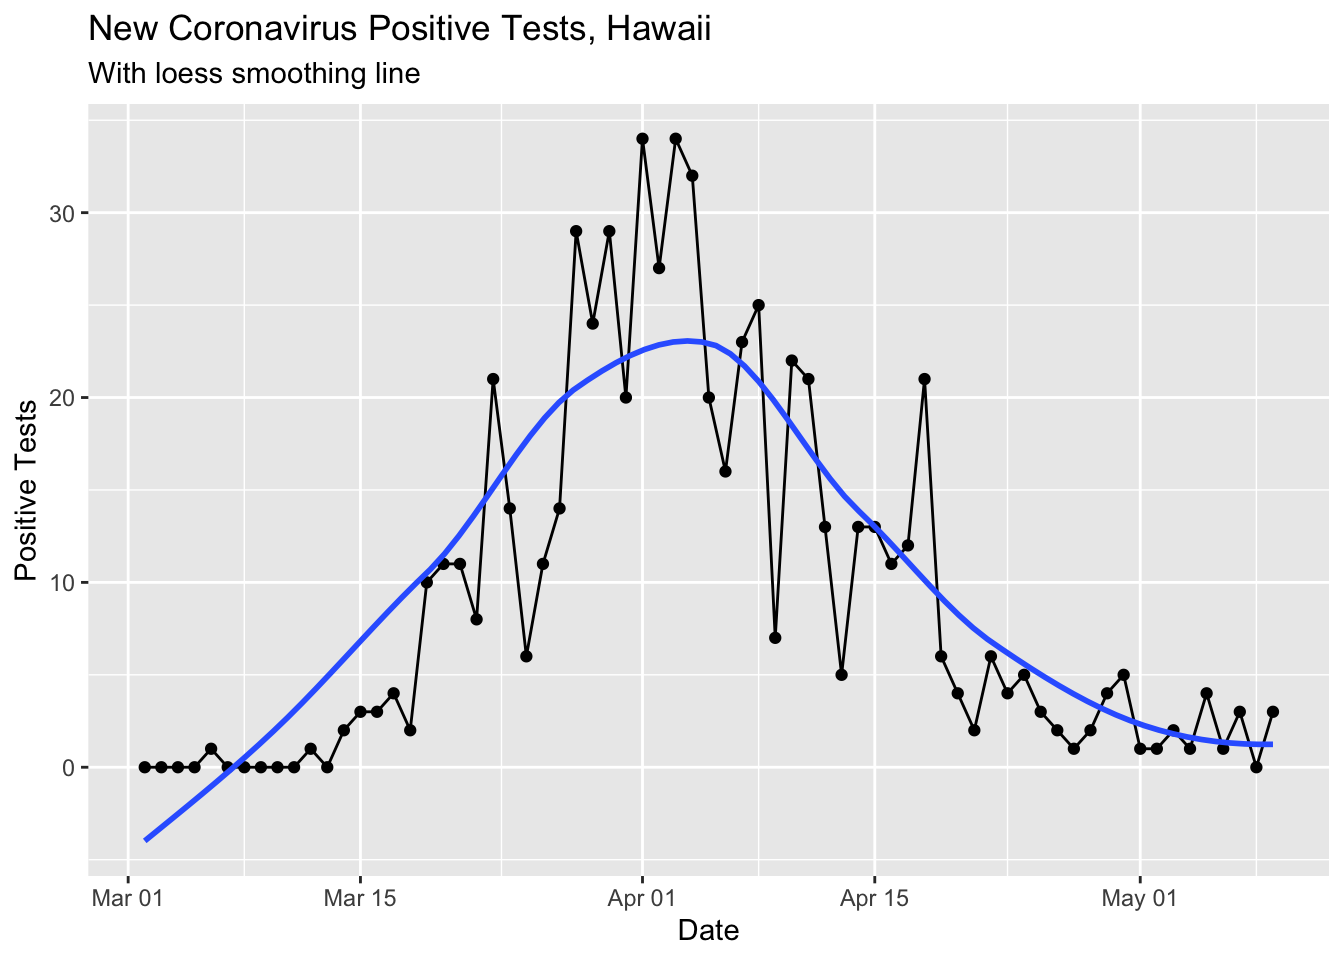 New Coronavirus Positive Tests, Hawaii
With loess smoothing line
Positive Tests
30
20
10
0
Mar 01 Mar 15 Apr 01 Apr 15 May 01
Date